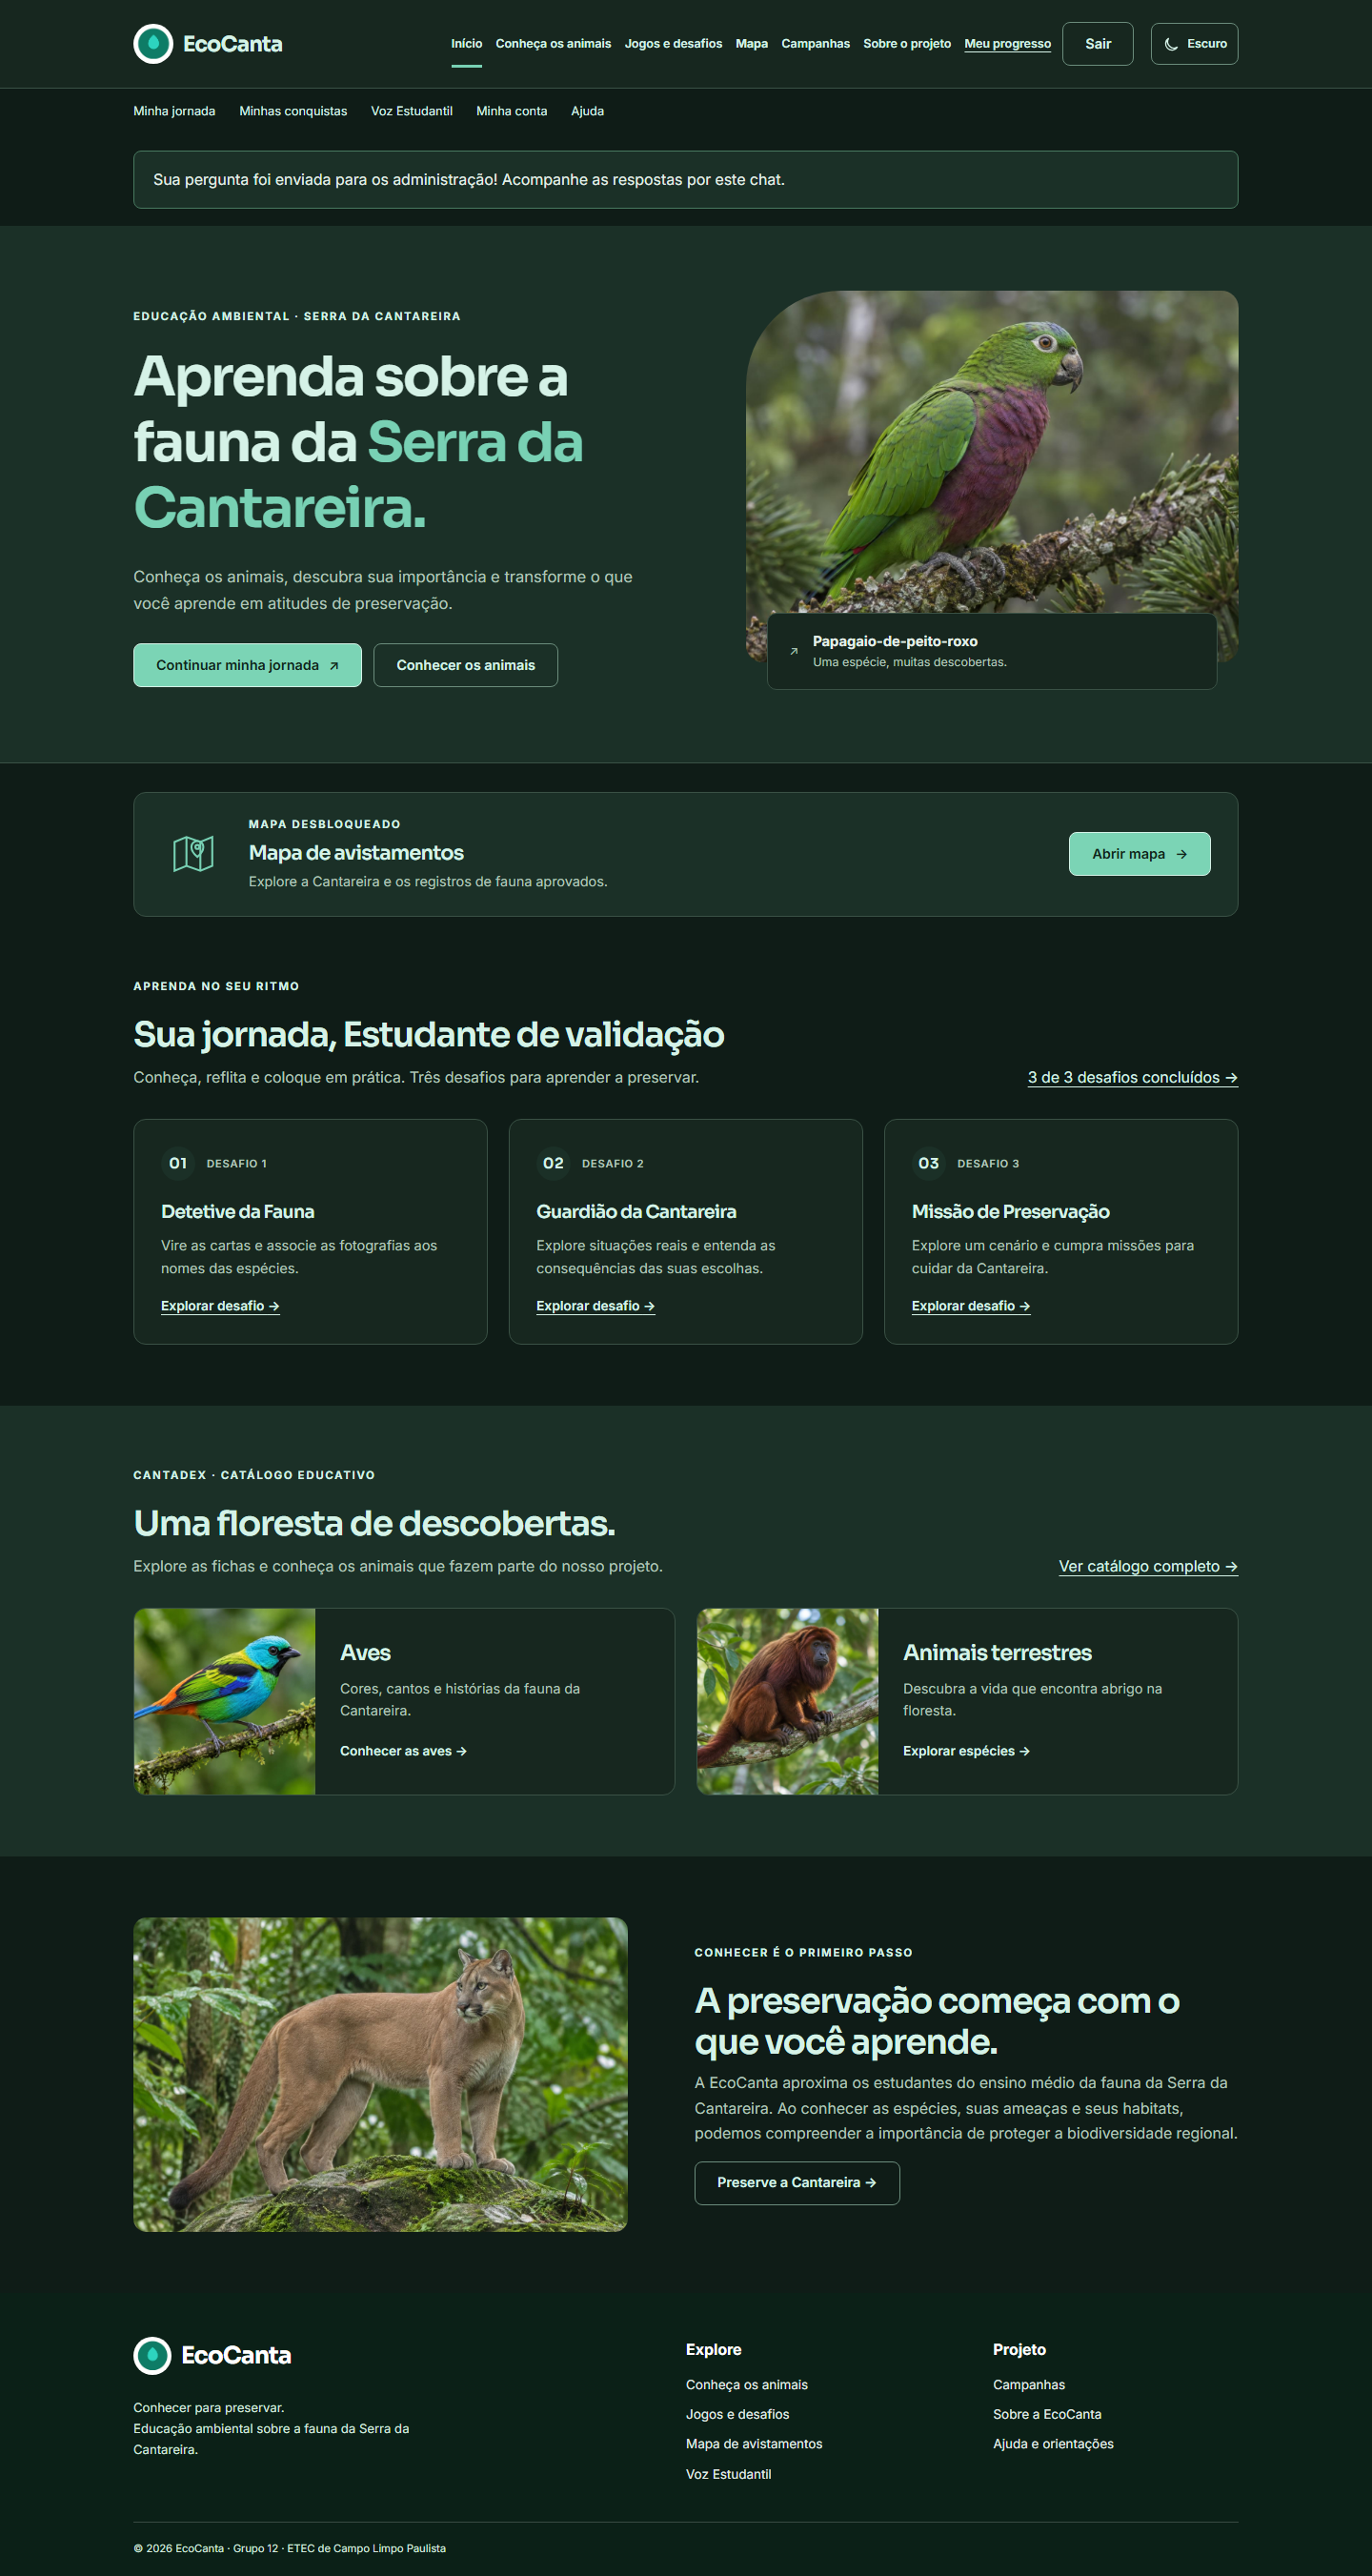 EcoCanta
Início Conheça os animais Jogos e desafios Mapa Campanhas Sobre o projeto Meu progresso Sair Escuro
Minha jornada Minhas conquistas Voz Estudantil Minha conta Ajuda
Sua pergunta foi enviada para os administração! Acompanhe as respostas por este chat.
EDUCAÇÃO AMBIENTAL · SERRA DA CANTAREIRA
Aprenda sobre a
fauna da Serra da
Cantareira.
Conheça os animais, descubra sua importância e transforme o que
você aprende em atitudes de preservação.
Continuar minha jornada ↗ Conhecer os animais
↗ Papagaio-de-peito-roxo
Uma espécie, muitas descobertas.
MAPA DESBLOQUEADO
Mapa de avistamentos
Explore a Cantareira e os registros de fauna aprovados.
Abrir mapa →
APRENDA NO SEU RITMO
Sua jornada, Estudante de validação
Conheça, reflita e coloque em prática. Três desafios para aprender a preservar.
3 de 3 desafios concluídos →
01 DESAFIO 1
Detetive da Fauna
Vire as cartas e associe as fotografias aos
nomes das espécies.
Explorar desafio →
02 DESAFIO 2
Guardião da Cantareira
Explore situações reais e entenda as
consequências das suas escolhas.
Explorar desafio →
03 DESAFIO 3
Missão de Preservação
Explore um cenário e cumpra missões para
cuidar da Cantareira.
Explorar desafio →
CANTADEX · CATÁLOGO EDUCATIVO
Uma floresta de descobertas.
Explore as fichas e conheça os animais que fazem parte do nosso projeto.
Ver catálogo completo →
Aves
Cores, cantos e histórias da fauna da
Cantareira.
Conhecer as aves →
Animais terrestres
Descubra a vida que encontra abrigo na
floresta.
Explorar espécies →
CONHECER É O PRIMEIRO PASSO
A preservação começa com o
que você aprende.
A EcoCanta aproxima os estudantes do ensino médio da fauna da Serra da
Cantareira. Ao conhecer as espécies, suas ameaças e seus habitats,
podemos compreender a importância de proteger a biodiversidade regional.
Preserve a Cantareira →
EcoCanta
Conhecer para preservar.
Educação ambiental sobre a fauna da Serra da
Cantareira.
Explore
Conheça os animais
Jogos e desafios
Mapa de avistamentos
Voz Estudantil
Projeto
Campanhas
Sobre a EcoCanta
Ajuda e orientações
© 2026 EcoCanta · Grupo 12 · ETEC de Campo Limpo Paulista